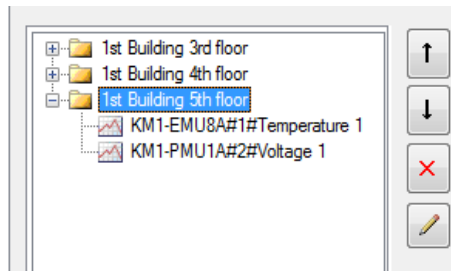 1st Building 3rd floor
1st Building 4th floor
1st Building 5th floor
KM1-EMU8A#1#Temperature 1
KM1-PMU1A#2#Voltage 1